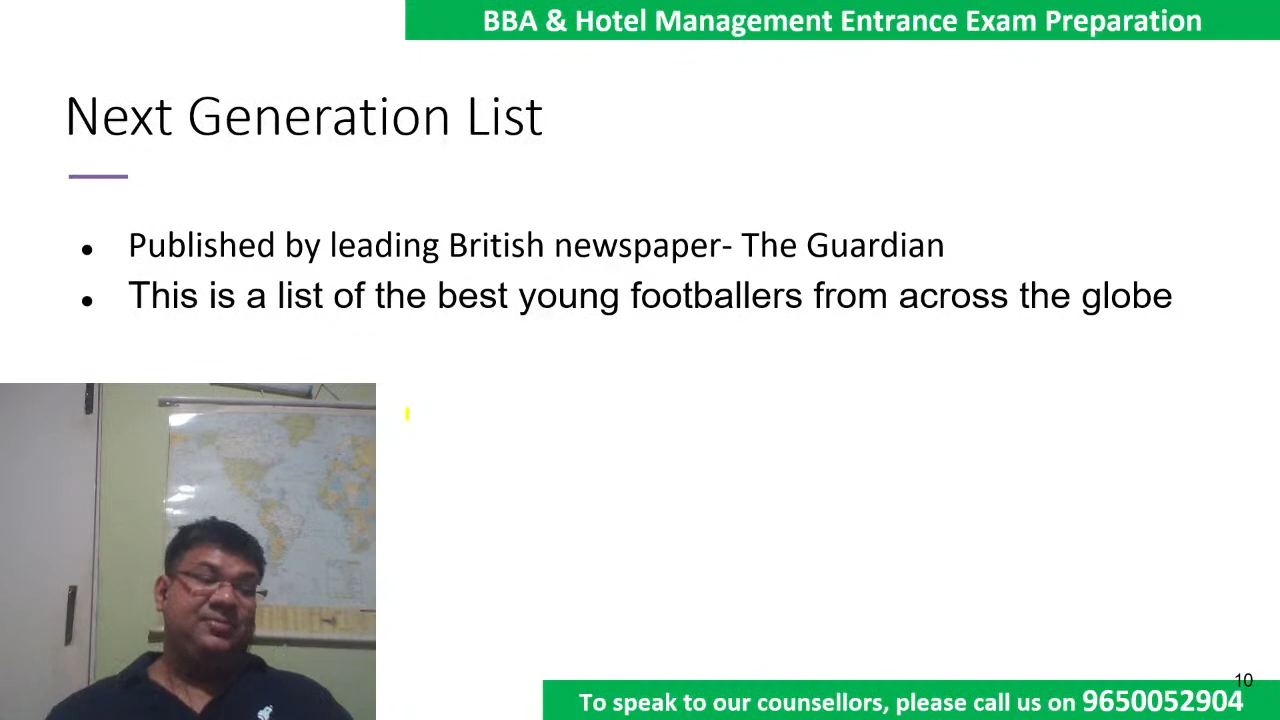 BBA & Hotel Management Entrance Exam Preparation
Next Generation List
● Published by leading British newspaper- The Guardian
● This is a list of the best young footballers from across the globe
10
To speak to our counsellors, please call us on 9650052904